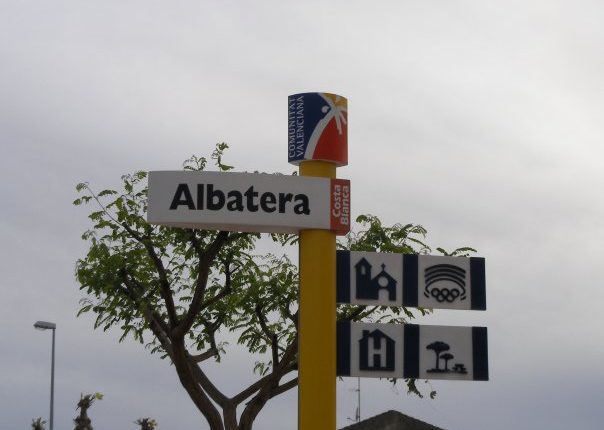 COMUNITAT
VALENCIANA
Albatera
Costa
Blanca
H